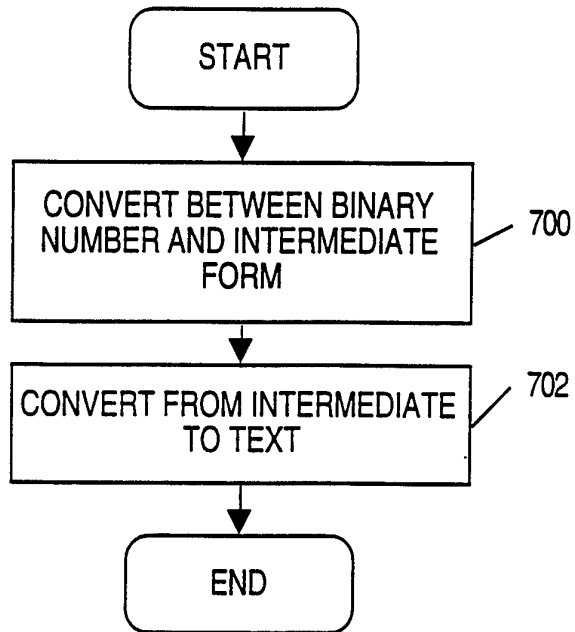 START
CONVERT BETWEEN BINARY
NUMBER AND INTERMEDIATE
FORM
700
CONVERT FROM INTERMEDIATE
TO TEXT
702
END